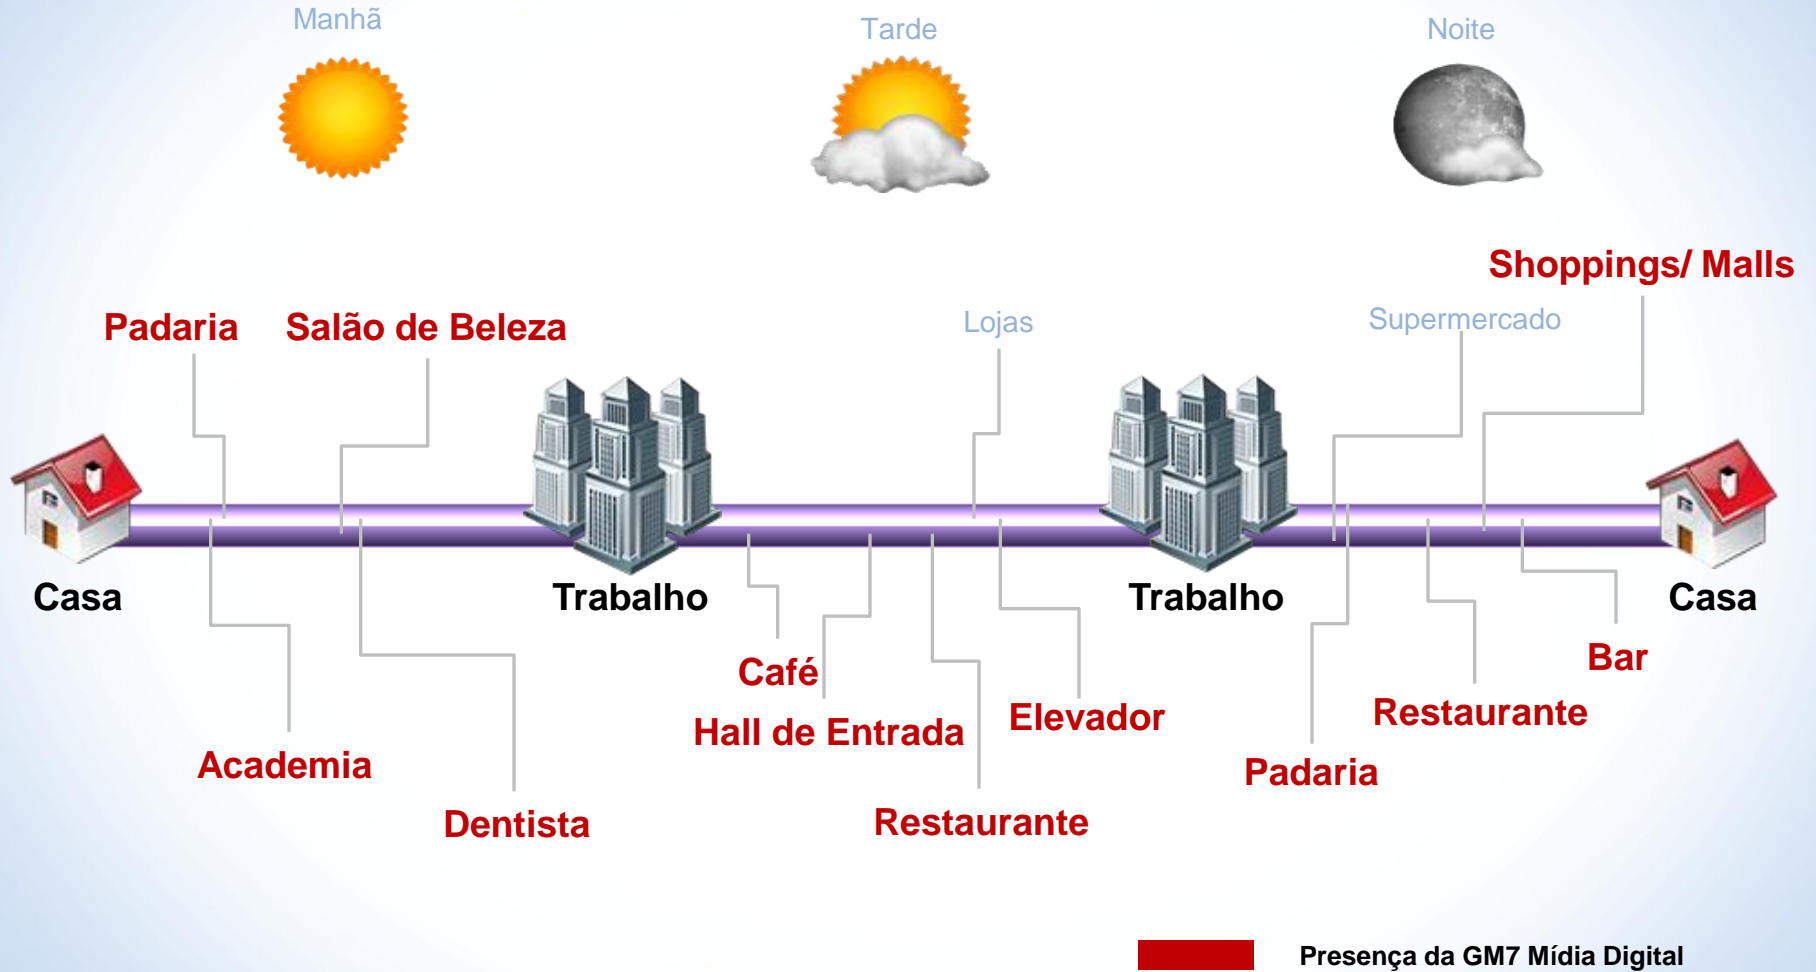 Manhã
Tarde
Noite
Shoppings/ Malls
Padaria
Salão de Beleza
Lojas
Supermercado
Casa
Trabalho
Trabalho
Casa
Café
Bar
Hall de Entrada
Elevador
Restaurante
Academia
Padaria
Dentista
Restaurante
Presença da GM7 Mídia Digital